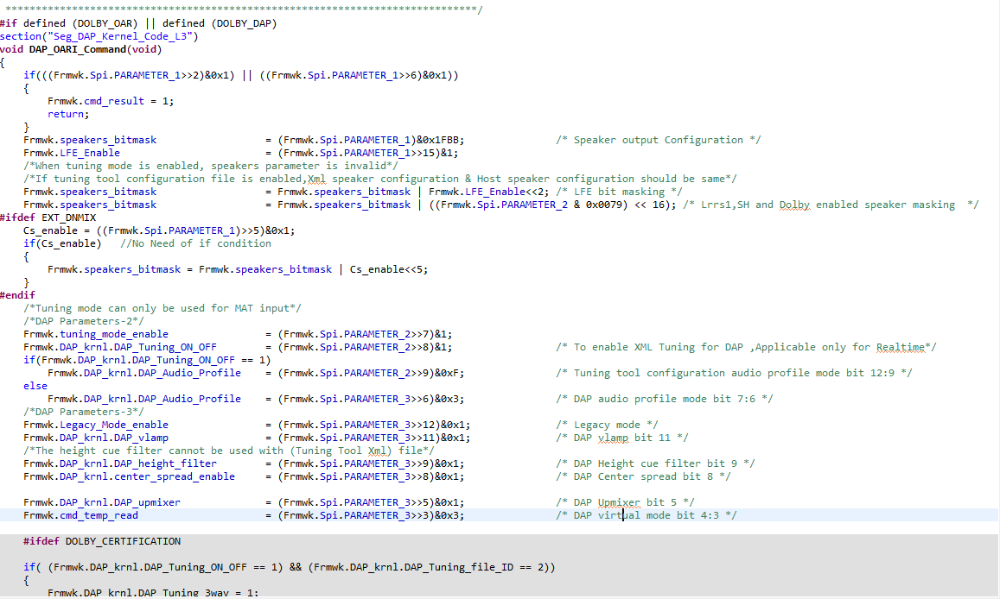 *******************************************************************************/
#if defined (DOLBY_OAR) || defined (DOLBY_DAP)
section("Seg_DAP_Kernel_Code_L3")
void DAP_OARI_Command(void)
{
if(((Frmwk.Spi.PARAMETER_1>>2)&0x1) || ((Frmwk.Spi.PARAMETER_1>>6)&0x1))
{
Frmwk.cmd_result = 1;
return;
}
Frmwk.speakers_bitmask = (Frmwk.Spi.PARAMETER_1)&0x1FBB; /* Speaker output Configuration */
Frmwk.LFE_Enable = (Frmwk.Spi.PARAMETER_1>>15)&1;
/*When tuning mode is enabled, speakers parameter is invalid*/
/*If tuning tool configuration file is enabled,Xml speaker configuration & Host speaker configuration should be same*/
Frmwk.speakers_bitmask = Frmwk.speakers_bitmask | Frmwk.LFE_Enable<<2; /* LFE bit masking */
Frmwk.speakers_bitmask = Frmwk.speakers_bitmask | ((Frmwk.Spi.PARAMETER_2 & 0x0079) << 16); /* Lrrs1,SH and Dolby enabled speaker masking */
#ifdef EXT_DNMIX
Cs_enable = ((Frmwk.Spi.PARAMETER_1)>>5)&0x1;
if(Cs_enable) //No Need of if condition
{
Frmwk.speakers_bitmask = Frmwk.speakers_bitmask | Cs_enable<<5;
}
#endif
/*Tuning mode can only be used for MAT input*/
/*DAP Parameters-2*/
Frmwk.tuning_mode_enable = (Frmwk.Spi.PARAMETER_2>>7)&1;
Frmwk.DAP_krnl.DAP_Tuning_ON_OFF = (Frmwk.Spi.PARAMETER_2>>8)&1; /* To enable XML Tuning for DAP ,Applicable only for Realtime*/
if(Frmwk.DAP_krnl.DAP_Tuning_ON_OFF == 1)
Frmwk.DAP_krnl.DAP_Audio_Profile = (Frmwk.Spi.PARAMETER_2>>9)&0xF; /* Tuning tool configuration audio profile mode bit 12:9 */
else
Frmwk.DAP_krnl.DAP_Audio_Profile = (Frmwk.Spi.PARAMETER_3>>6)&0x3; /* DAP audio profile mode bit 7:6 */
/*DAP Parameters-3*/
Frmwk.Legacy_Mode_enable = (Frmwk.Spi.PARAMETER_3>>12)&0x1; /* Legacy mode */
Frmwk.DAP_krnl.DAP_vlamp = (Frmwk.Spi.PARAMETER_3>>11)&0x1; /* DAP vlamp bit 11 */
/*The height cue filter cannot be used with (Tuning Tool Xml) file*/
Frmwk.DAP_krnl.DAP_height_filter = (Frmwk.Spi.PARAMETER_3>>9)&0x1; /* DAP Height cue filter bit 9 */
Frmwk.DAP_krnl.center_spread_enable = (Frmwk.Spi.PARAMETER_3>>8)&0x1; /* DAP Center spread bit 8 */
Frmwk.DAP_krnl.DAP_upmixer = (Frmwk.Spi.PARAMETER_3>>5)&0x1; /* DAP Upmixer bit 5 */
Frmwk.cmd_temp_read = (Frmwk.Spi.PARAMETER_3>>3)&0x3; /* DAP virtual mode bit 4:3 */
#ifdef DOLBY_CERTIFICATION
if( (Frmwk.DAP_krnl.DAP_Tuning_ON_OFF == 1) && (Frmwk.DAP_krnl.DAP_Tuning_file_ID == 2))
{
Frmwk.DAP_krnl.DAP_Tuning_3way = 1;